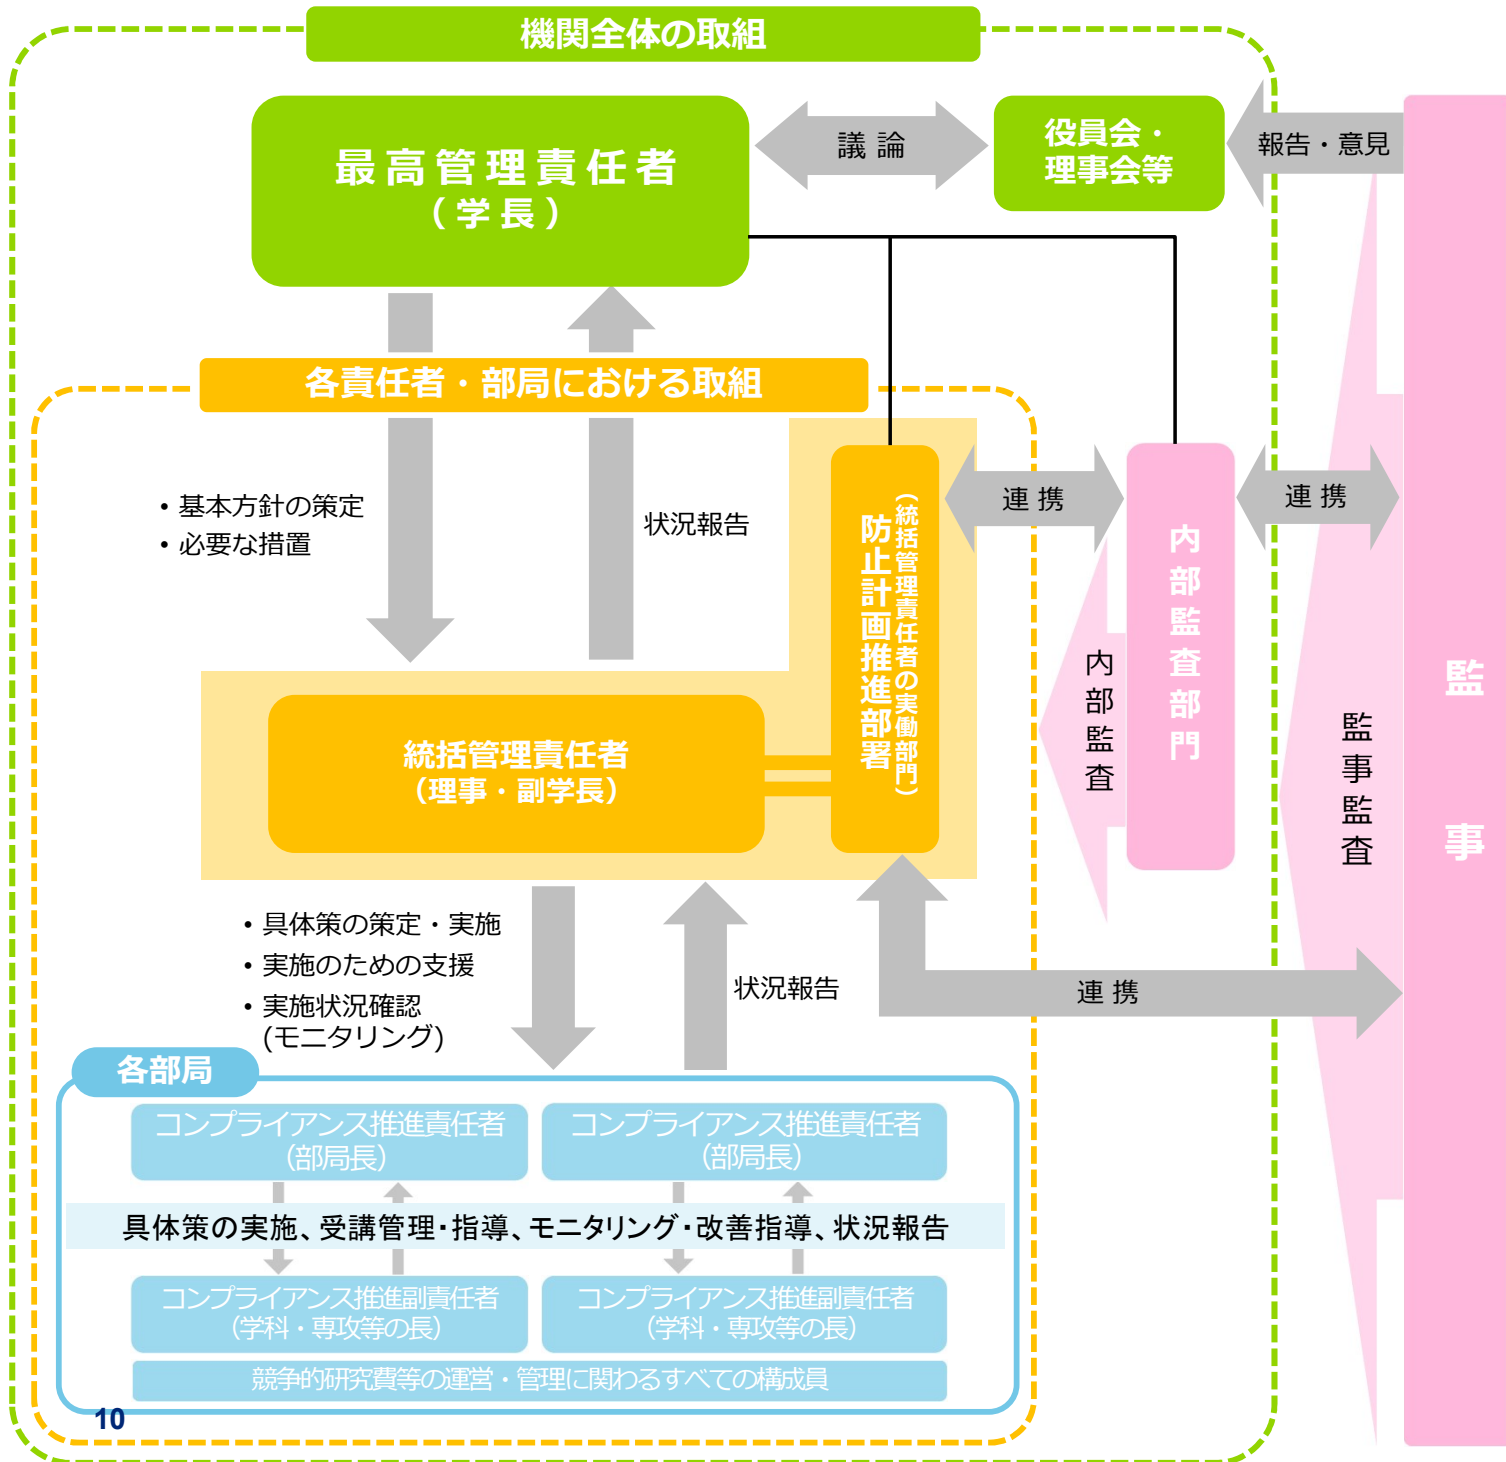 機関全体の取組
最高管理責任者
（学長）
議 論
役員会・
理事会等
報告・意見
各責任者・部局における取組
・基本方針の策定
・必要な措置
状況報告
防止計画推進部署
（統括管理責任者の実働部門）
連 携
内部監査部門
連 携
内部監査
監事監査
監事
統括管理責任者
（理事・副学長）
・具体策の策定・実施
・実施のための支援
・実施状況確認
(モニタリング)
状況報告
連 携
各部局
コンプライアンス推進責任者
（部局長）
コンプライアンス推進責任者
（部局長）
具体策の実施、受講管理・指導、モニタリング・改善指導、状況報告
コンプライアンス推進副責任者
（学科・専攻等の長）
コンプライアンス推進副責任者
（学科・専攻等の長）
競争的研究費等の運営・管理に関わるすべての構成員
10